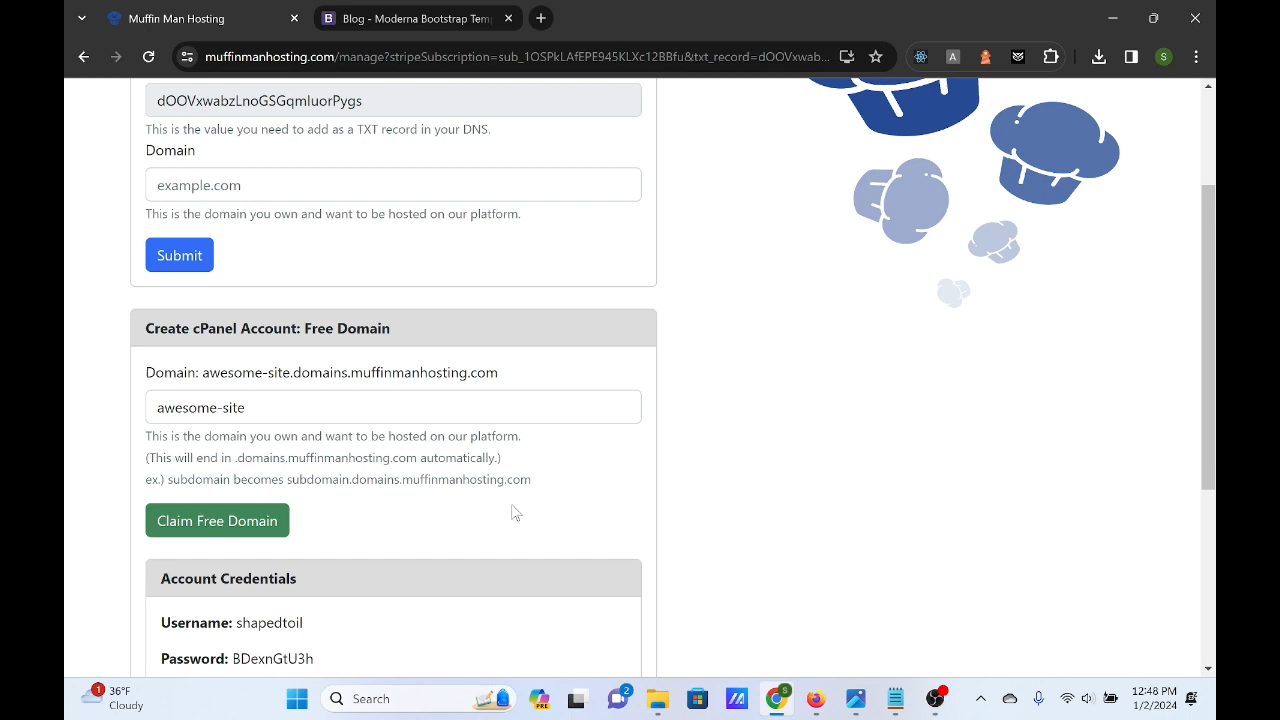 Muffin Man Hosting
Blog - Moderna Bootstrap Temp
muffinmanhosting.com/manage?stripeSubscription=sub_1OSPkLAfEPE945KLXc12BBfu&txt_record=dOOVxwab...
A
S
dOOVxwabzLnoGSGqmluorPygs
This is the value you need to add as a TXT record in your DNS.
Domain
example.com
This is the domain you own and want to be hosted on our platform.
Submit
Create cPanel Account: Free Domain
Domain: awesome-site.domains.muffinmanhosting.com
awesome-site
This is the domain you own and want to be hosted on our platform.
(This will end in .domains.muffinmanhosting.com automatically.)
ex.) subdomain becomes subdomain.domains.muffinmanhosting.com
Claim Free Domain
Account Credentials
Username: shapedtoil
Password: BDexnGtU3h
1
36°F
Cloudy
Search
PRE
2
S
12:48 PM
1/2/2024